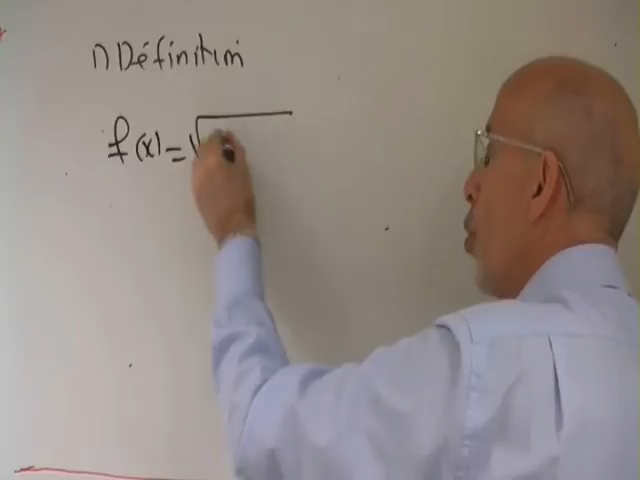 1) Définition
f(x) = √